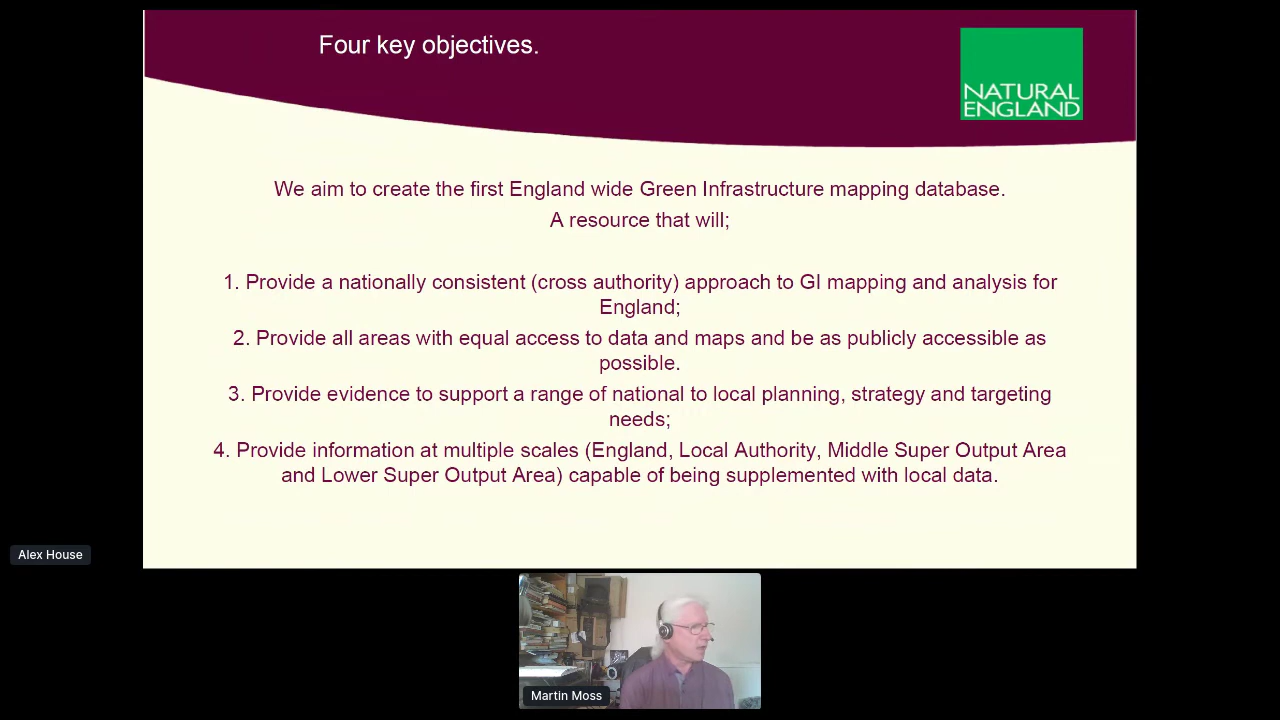 Four key objectives.
NATURAL
ENGLAND
We aim to create the first England wide Green Infrastructure mapping database.
A resource that will;
1. Provide a nationally consistent (cross authority) approach to GI mapping and analysis for
England;
2. Provide all areas with equal access to data and maps and be as publicly accessible as
possible.
3. Provide evidence to support a range of national to local planning, strategy and targeting
needs;
4. Provide information at multiple scales (England, Local Authority, Middle Super Output Area
and Lower Super Output Area) capable of being supplemented with local data.
Alex House
Martin Moss